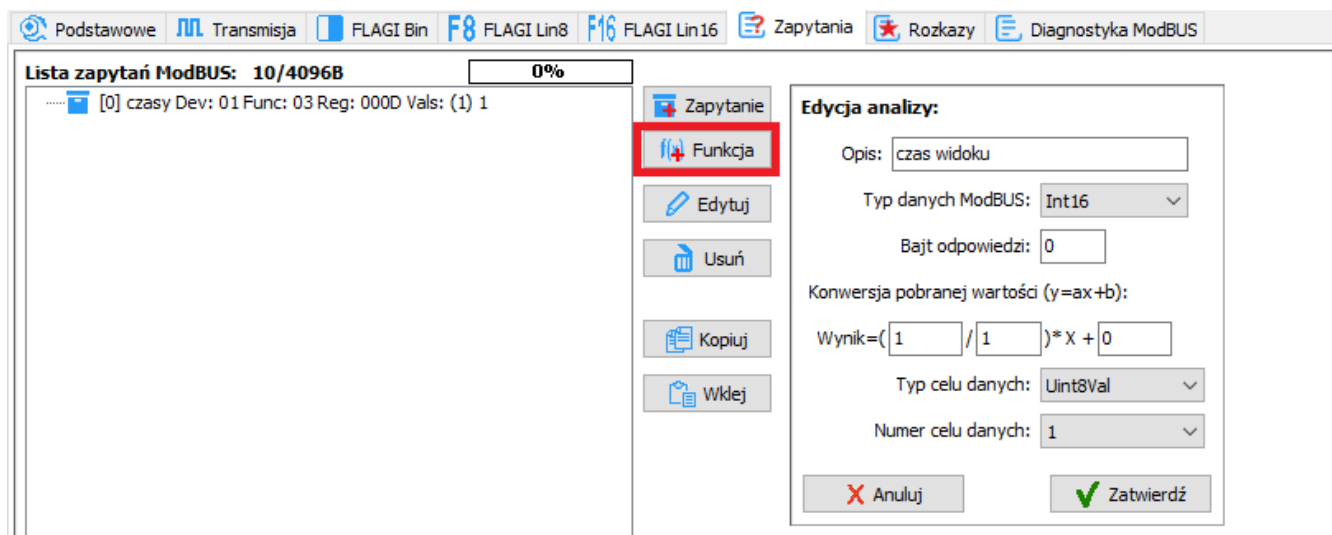 Podstawowe Transmisja FLAGI Bin F8 FLAGI Lin8 F16 FLAGI Lin16 Zapytania Rozkazy Diagnostyka ModBUS
Lista zapytań ModBUS: 10/4096B 0%
[0] czasy Dev: 01 Func: 03 Reg: 000D Vals: (1) 1
Zapytanie
f(x) Funkcja
Edytuj
Usuń
Kopiuj
Wklej
Edycja analizy:
Opis: czas widoku
Typ danych ModBUS: Int16
Bajt odpowiedzi: 0
Konwersja pobranej wartości (y=ax+b):
Wynik=( 1 / 1 )* X + 0
Typ celu danych: Uint8Val
Numer celu danych: 1
Anuluj Zatwierdź